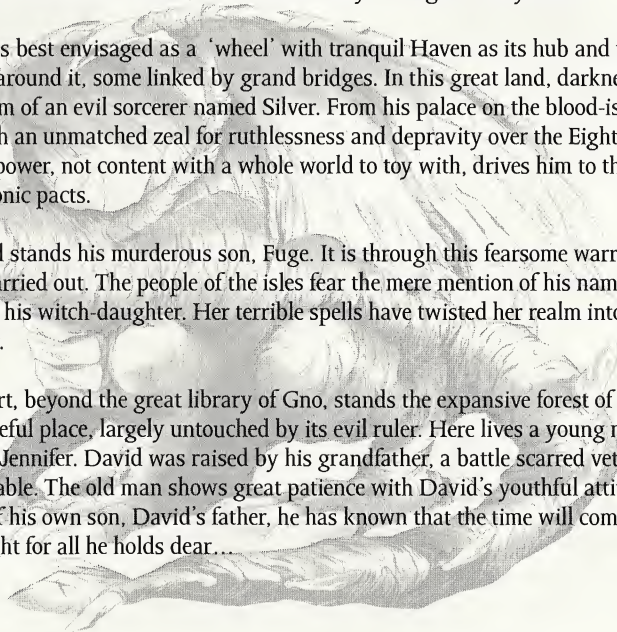 s best envisaged as a ‘wheel’ with tranquil Haven as its hub and
around it, some linked by grand bridges. In this great land, darkne
m of an evil sorcerer named Silver. From his palace on the blood-is
h an unmatched zeal for ruthlessness and depravity over the Eight
power, not content with a whole world to toy with, drives him to th
onic pacts.
stands his murderous son, Fuge. It is through this fearsome warr
arried out. The people of the isles fear the mere mention of his nam
his witch-daughter. Her terrible spells have twisted her realm into
.
rt, beyond the great library of Gno, stands the expansive forest of
eful place, largely untouched by its evil ruler. Here lives a young
Jennifer. David was raised by his grandfather, a battle scarred vet
able. The old man shows great patience with David’s youthful atti
f his own son, David’s father, he has known that the time will com
ht for all he holds dear…